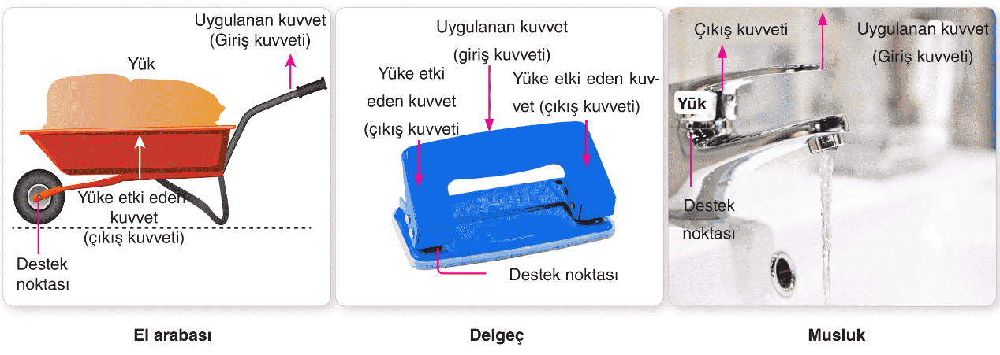 Uygulanan kuvvet
(Giriş kuvveti)
Yük
Yüke etki eden
kuvvet
(çıkış kuvveti)
Destek
noktası
El arabası
Uygulanan kuvvet
(giriş kuvveti)
Yüke etki
eden kuvvet
(çıkış kuvveti
Yüke etki eden kuv-
vet (çıkış kuvveti)
Destek noktası
Delgeç
Çıkış kuvveti
Uygulanan kuvvet
(Giriş kuvveti)
Yük
Destek
noktası
Musluk